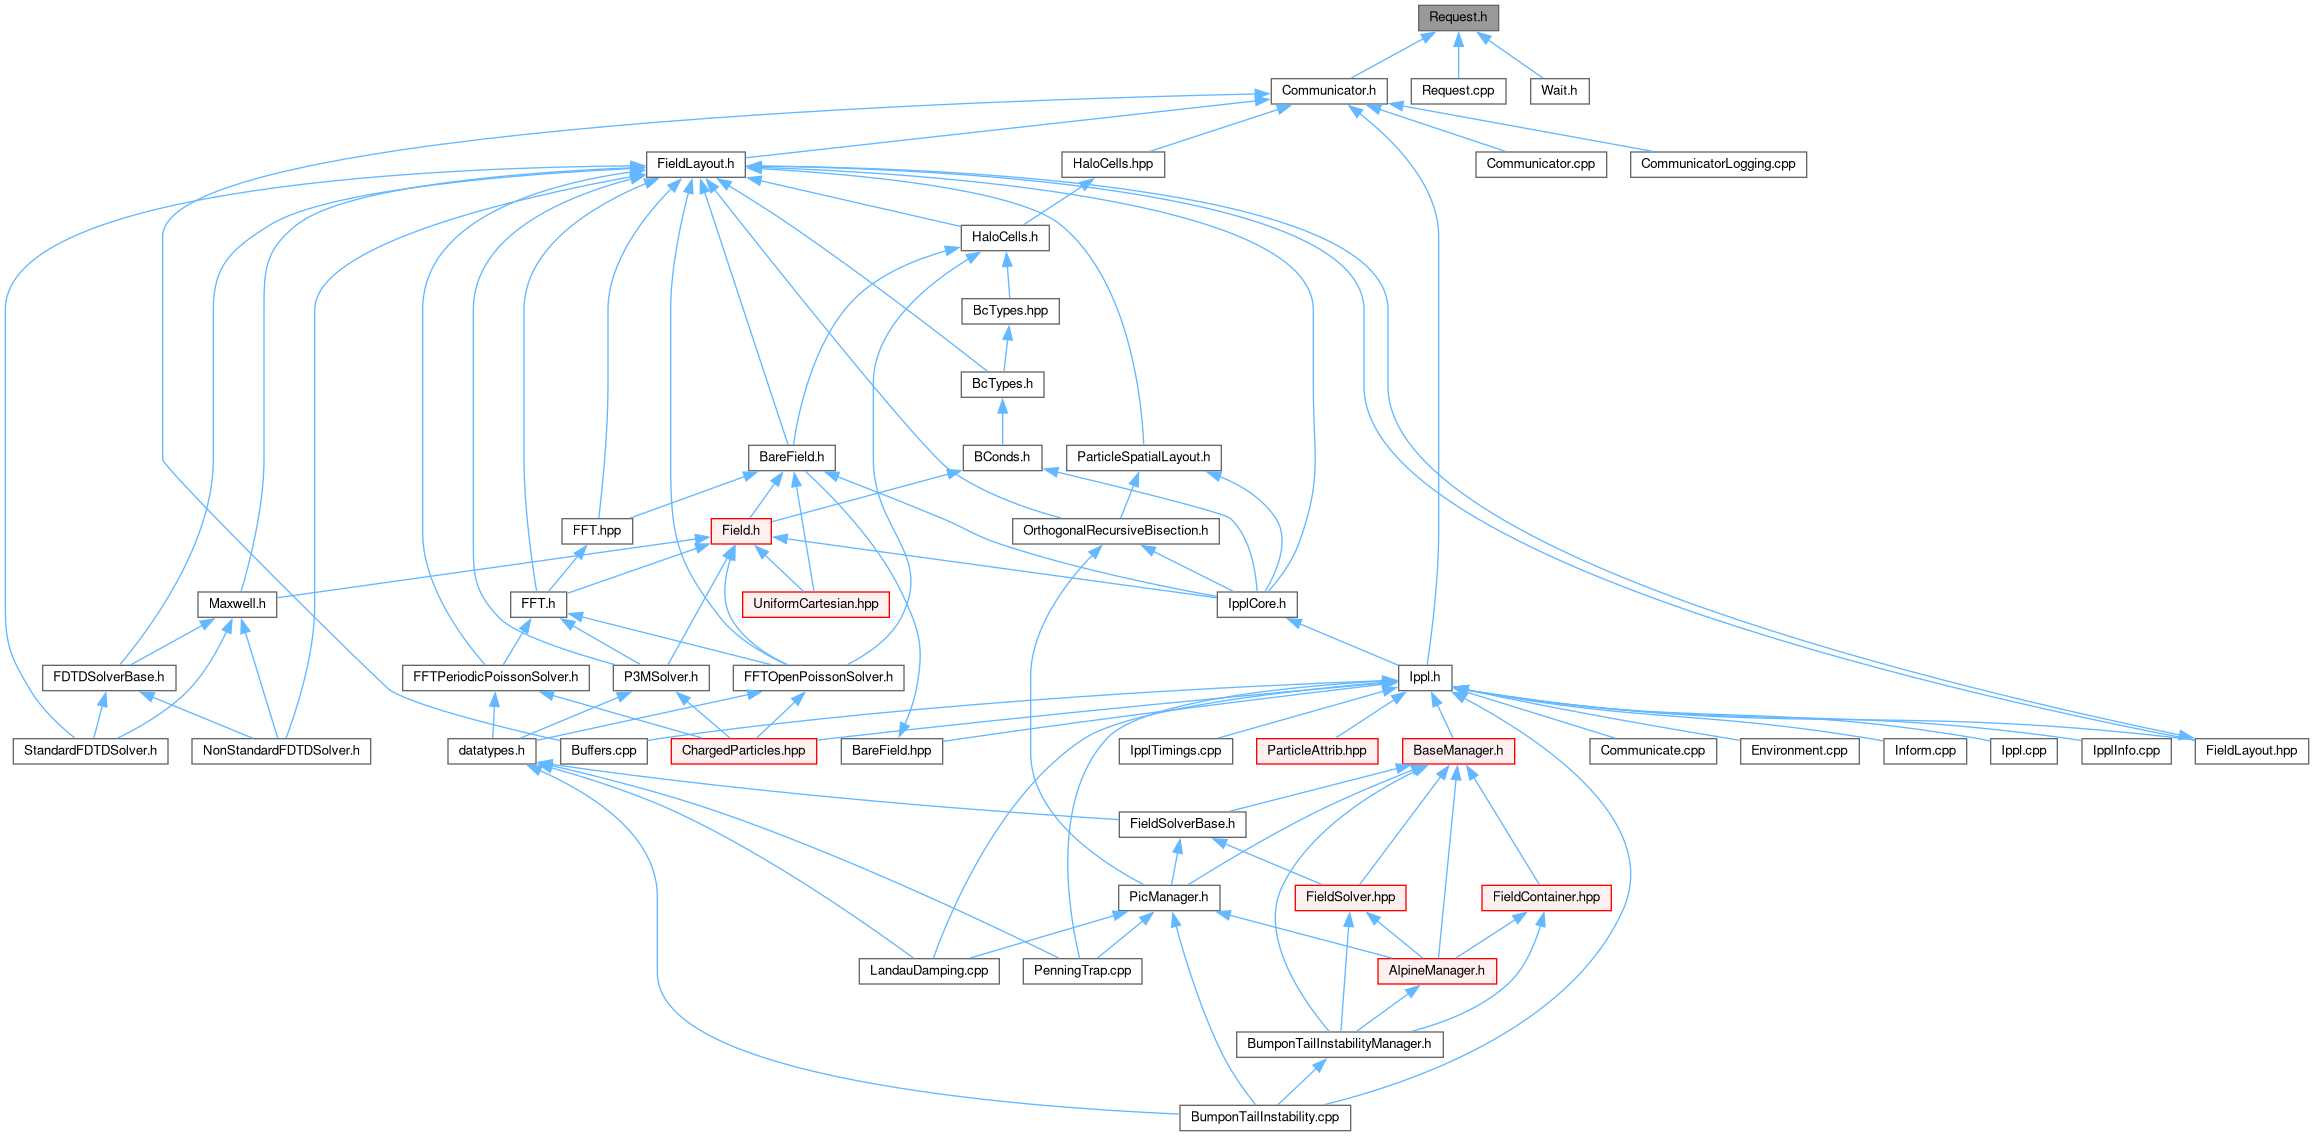 Request.h
Communicator.h
Request.cpp
Wait.h
FieldLayout.h
HaloCells.hpp
Communicator.cpp
CommunicatorLogging.cpp
HaloCells.h
BcTypes.hpp
BcTypes.h
BareField.h
BConds.h
ParticleSpatialLayout.h
FFT.hpp
Field.h
OrthogonalRecursiveBisection.h
Maxwell.h
FFT.h
UniformCartesian.hpp
IpplCore.h
FDTDSolverBase.h
FFTPeriodicPoissonSolver.h
P3MSolver.h
FFTOpenPoissonSolver.h
Ippl.h
StandardFDTDSolver.h
NonStandardFDTDSolver.h
datatypes.h
Buffers.cpp
ChargedParticles.hpp
BareField.hpp
IpplTimings.cpp
ParticleAttrib.hpp
BaseManager.h
Communicate.cpp
Environment.cpp
Inform.cpp
Ippl.cpp
IpplInfo.cpp
FieldLayout.hpp
FieldSolverBase.h
PicManager.h
FieldSolver.hpp
FieldContainer.hpp
LandauDamping.cpp
PenningTrap.cpp
AlpineManager.h
BumponTailInstabilityManager.h
BumponTailInstability.cpp